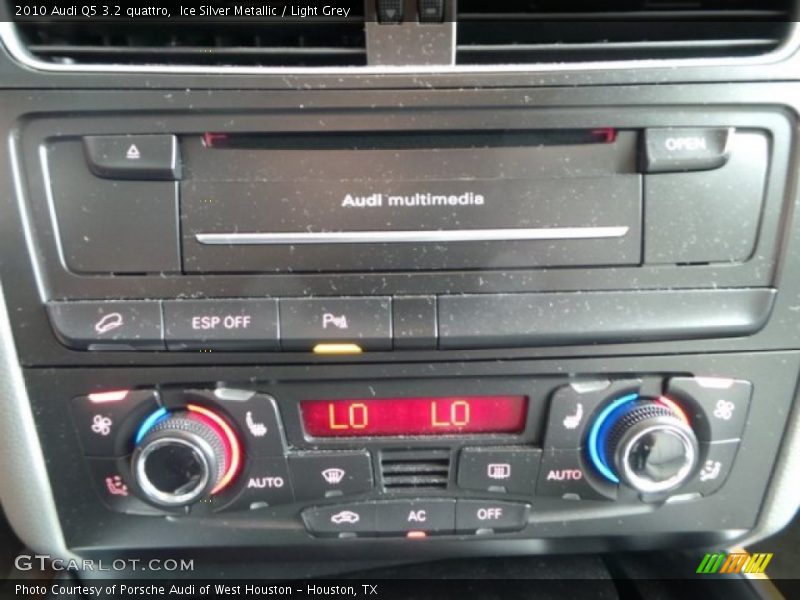 2010 Audi Q5 3.2 quattro,  Ice Silver Metallic / Light Grey
OPEN
Audi multimedia
ESP OFF
P
LO LO
AUTO
AUTO
AC
OFF
GTCARLOT.COM
Photo Courtesy of Porsche Audi of West Houston - Houston, TX